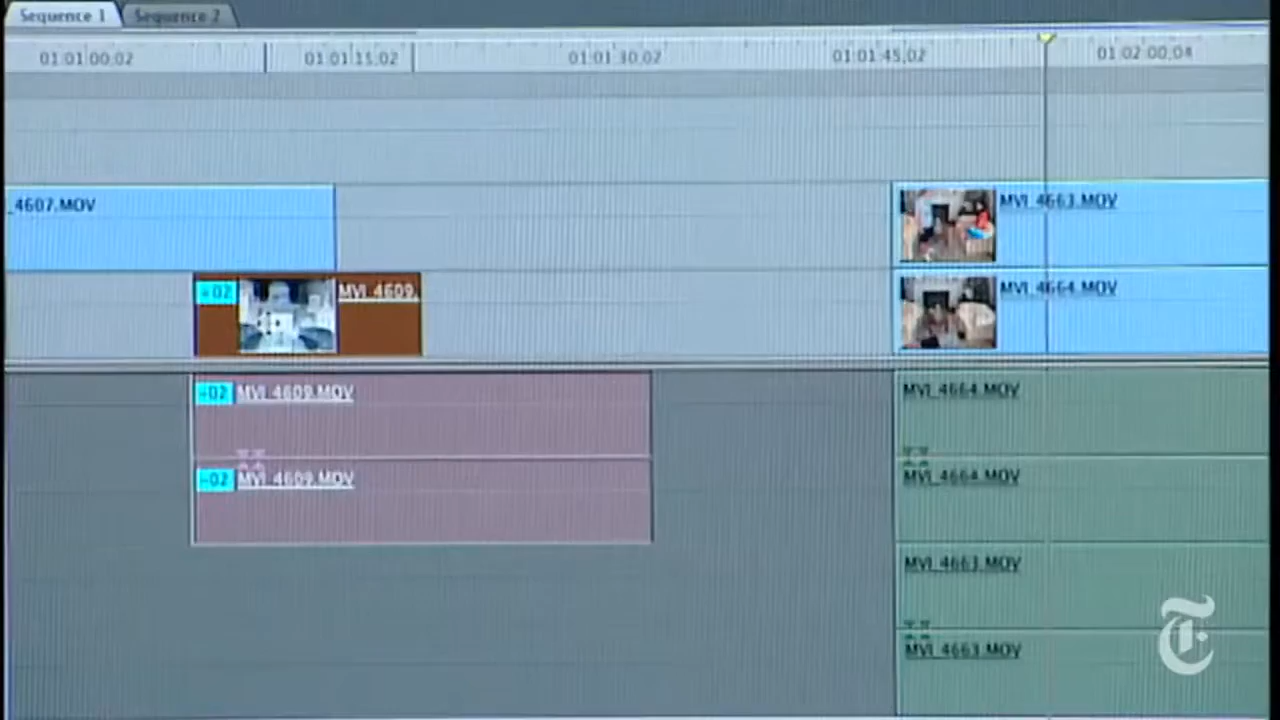 Sequence 1 Sequence 2
01:01:00;02 01:01:15;02 01:01:30;02 01:01:45;02 01:02:00;04
_4607.MOV
MVI_4663.MOV
-02 MVI_4609.
MVI_4664.MOV
-02 MVI_4609.MOV
MVI_4664.MOV
-02 MVI_4609.MOV
MVI_4664.MOV
MVI_4663.MOV
MVI_4663.MOV
T